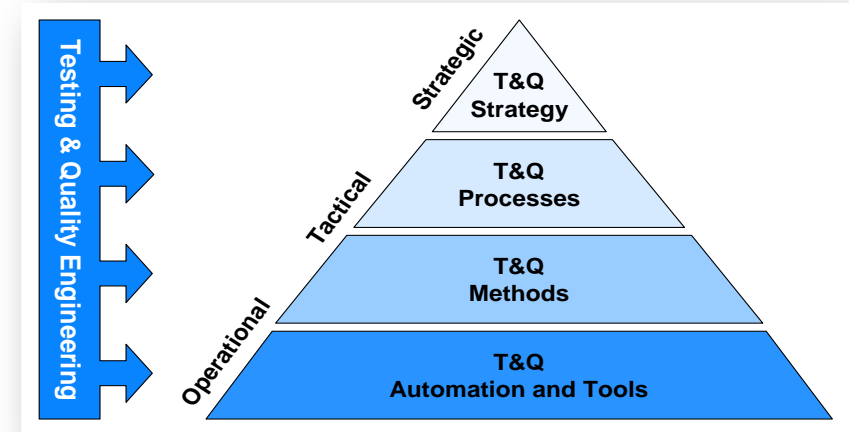 Testing & Quality Engineering
Strategic
T&Q
Strategy
Tactical
T&Q
Processes
T&Q
Methods
Operational
T&Q
Automation and Tools